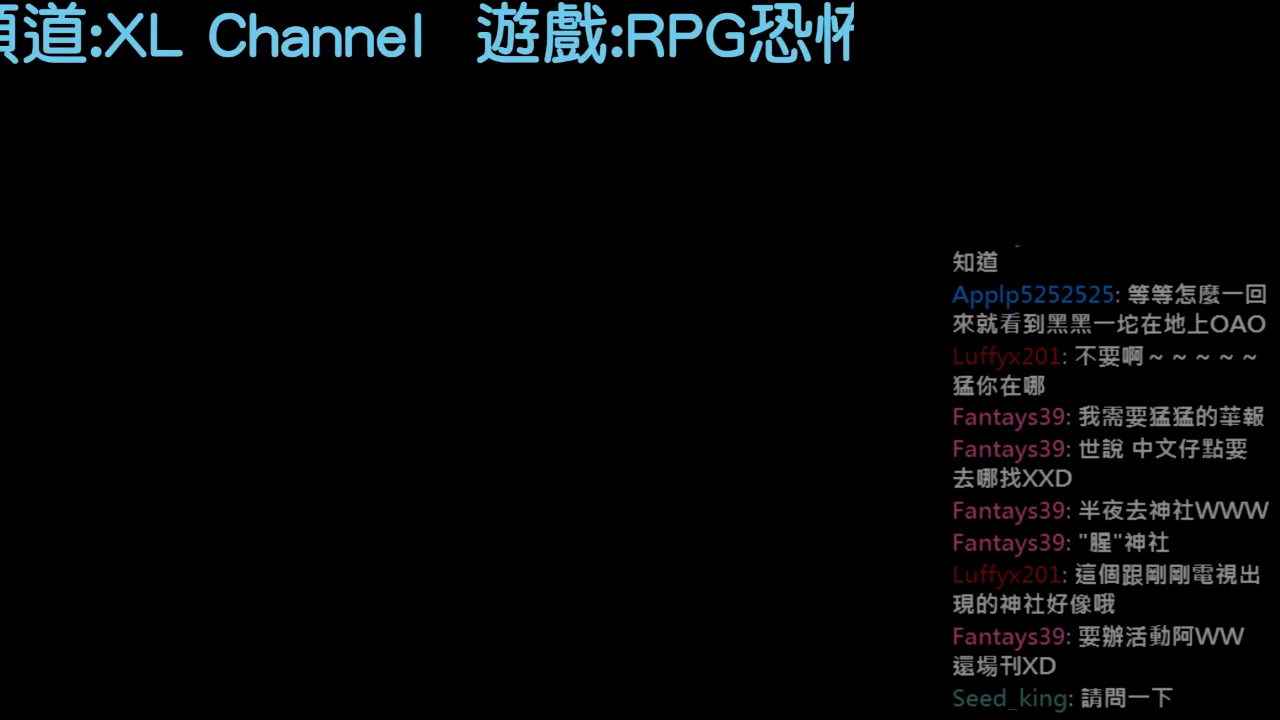 道:XL Channel 遊戲:RPG恐怖
知道
Applp5252525: 等等怎麼一回
來就看到黑黑一坨在地上OAO
Luffyx201: 不要啊~~~~~
猛你在哪
Fantays39: 我需要猛猛的華報
Fantays39: 世說 中文仔點要
去哪找XXD
Fantays39: 半夜去神社WWW
Fantays39: "腥"神社
Luffyx201: 這個跟剛剛電視出
現的神社好像哦
Fantays39: 要辦活動阿WW
還場刊XD
Seed_king: 請問一下